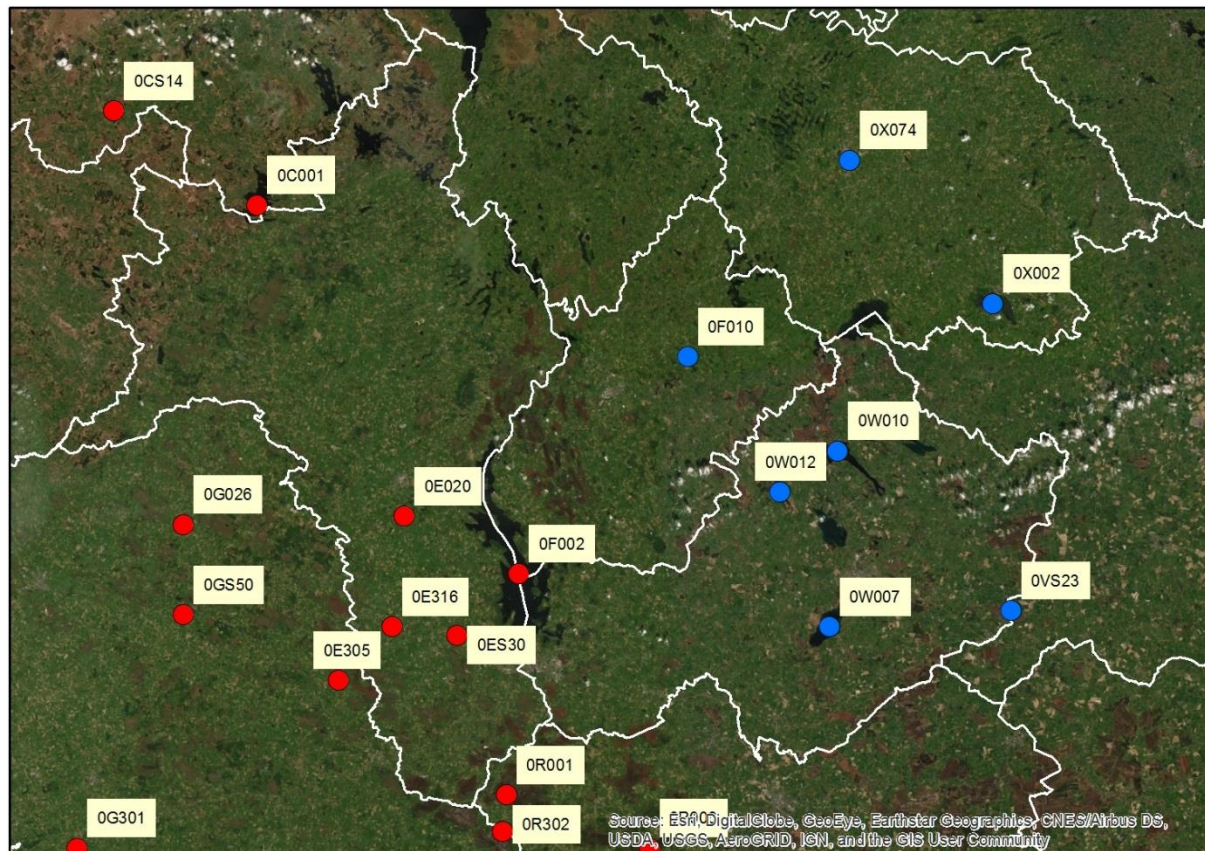 0CS14
0X074
0C001
0X002
0F010
0W010
0W012
0E020
0G026
0F002
0GS50
0E316
0VS23
0W007
0ES30
0E305
0R001
0G301
0R302
Source: Esri, DigitalGlobe, GeoEye, Earthstar Geographics, CNES/Airbus DS,
USDA, USGS, AeroGRID, IGN, and the GIS User Community